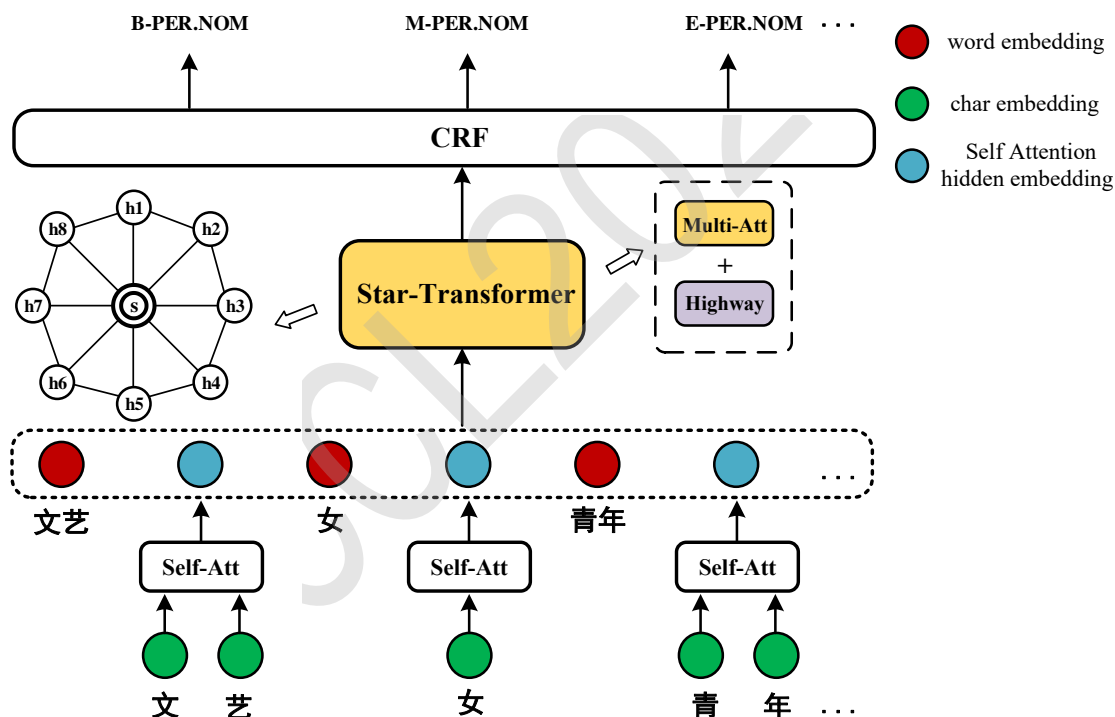 B-PER.NOM M-PER.NOM E-PER.NOM . . .
word embedding
char embedding
Self Attention
hidden embedding
CRF
h1
h2
h3
h4
h5
h6
h7
h8
s
Star-Transformer
Multi-Att
+
Highway
. . .
文艺 女 青年
Self-Att Self-Att Self-Att
文 艺 女 青 年 . . .